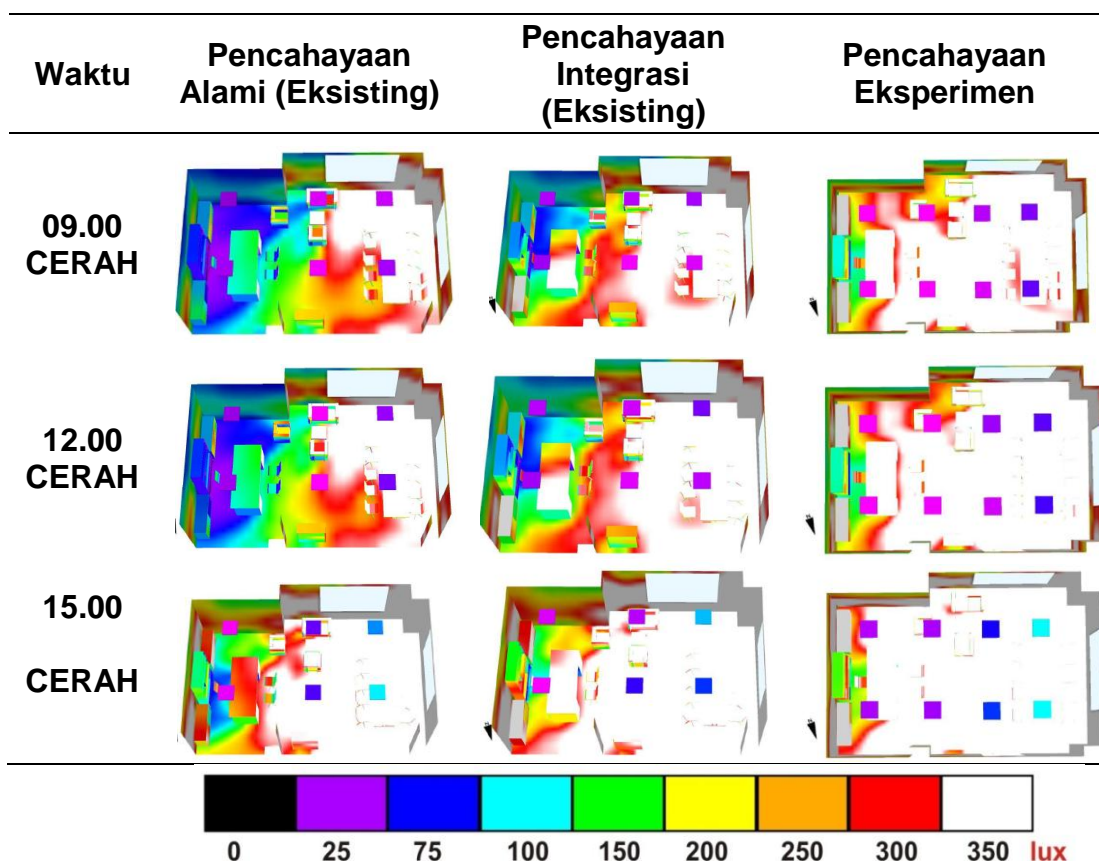 Waktu
Pencahayaan
Alami (Eksisting)
Pencahayaan
Integrasi
(Eksisting)
Pencahayaan
Eksperimen
09.00
CERAH
12.00
CERAH
15.00
CERAH
0 25 75 100 150 200 250 300 350 lux